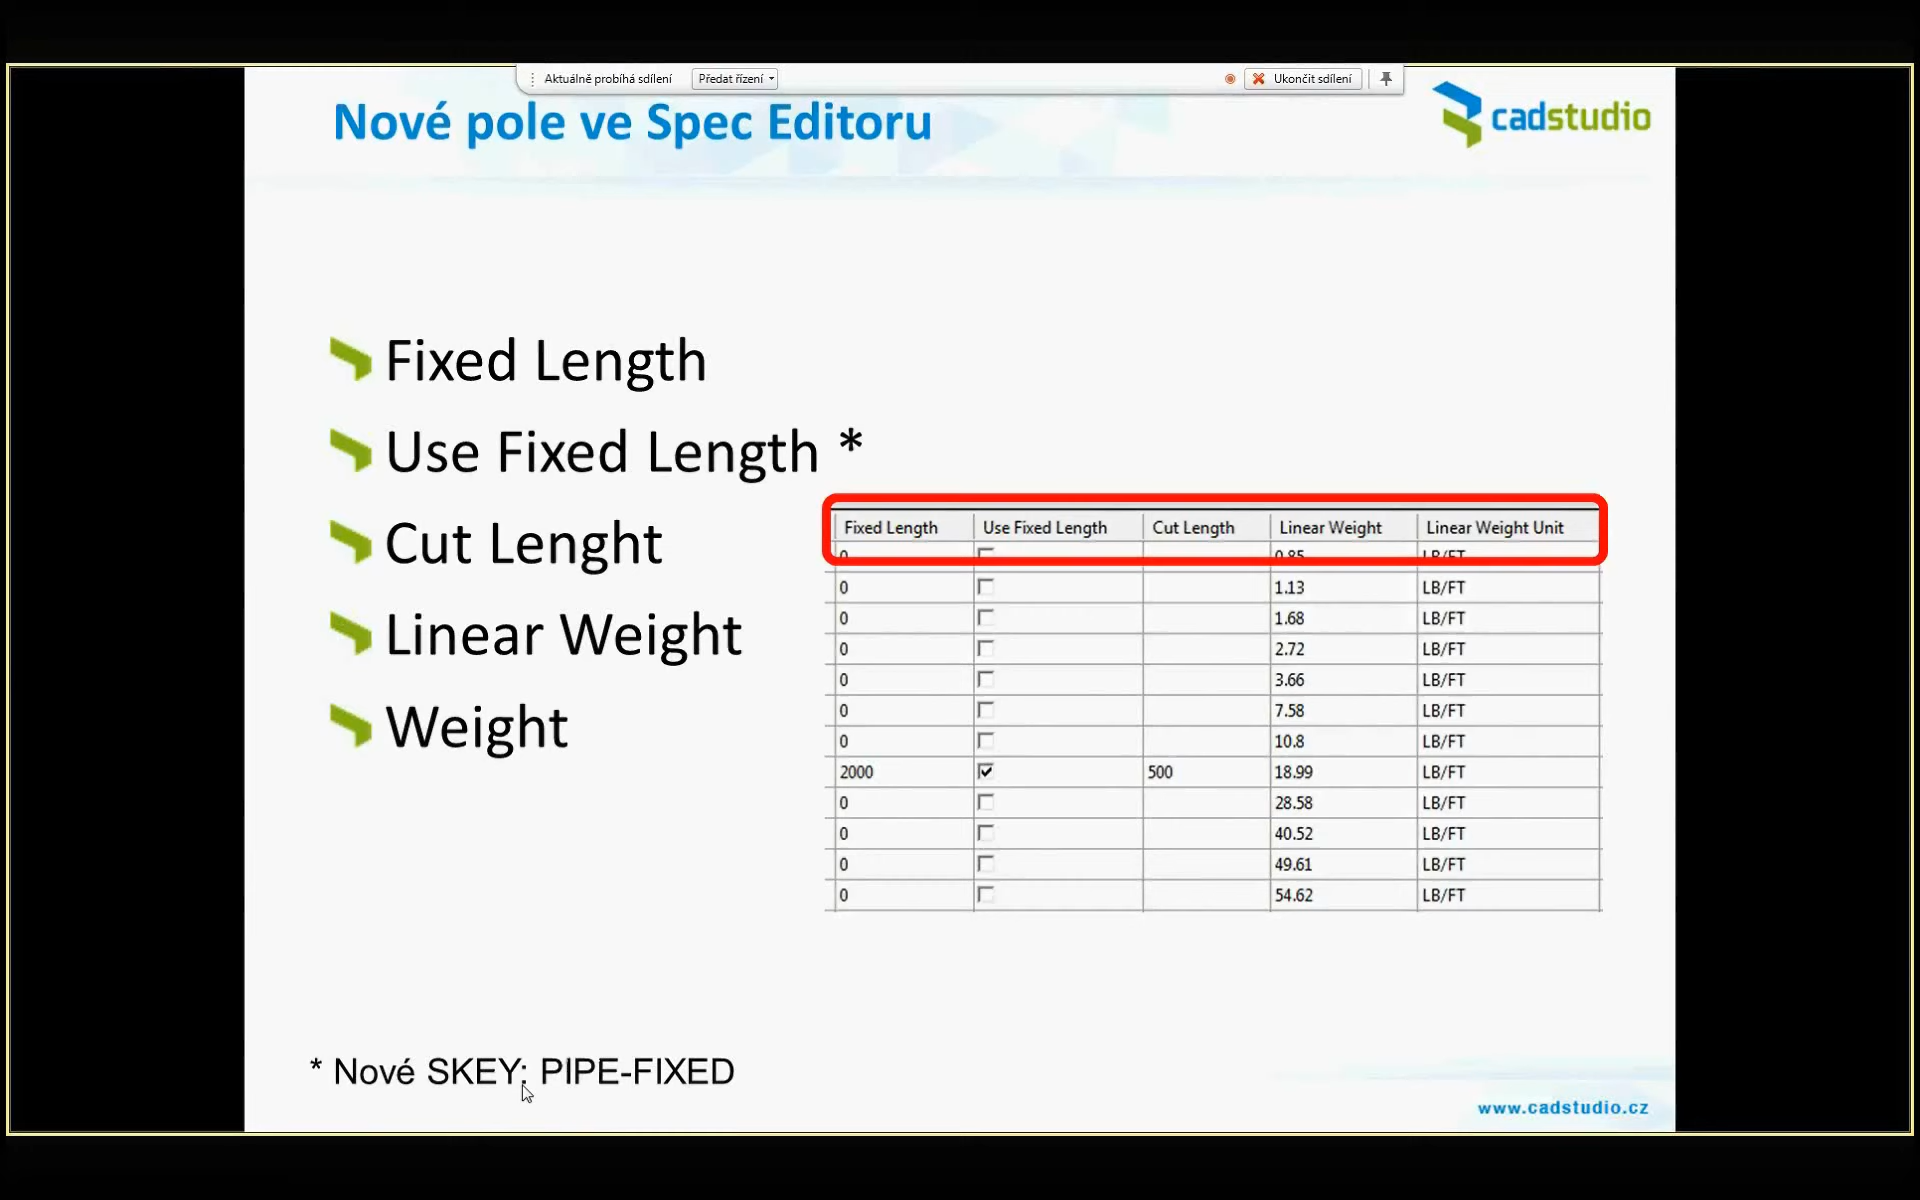 Aktuálně probíhá sdílení Předat řízení Ukončit sdílení
Nové pole ve Spec Editoru
cadstudio
Fixed Length
Use Fixed Length *
Cut Lenght
Linear Weight
Weight
Fixed Length Use Fixed Length Cut Length Linear Weight Linear Weight Unit
0 0.85 LB/FT
0 1.13 LB/FT
0 1.68 LB/FT
0 2.72 LB/FT
0 3.66 LB/FT
0 7.58 LB/FT
0 10.8 LB/FT
2000 500 18.99 LB/FT
0 28.58 LB/FT
0 40.52 LB/FT
0 49.61 LB/FT
0 54.62 LB/FT
* Nové SKEY: PIPE-FIXED
www.cadstudio.cz